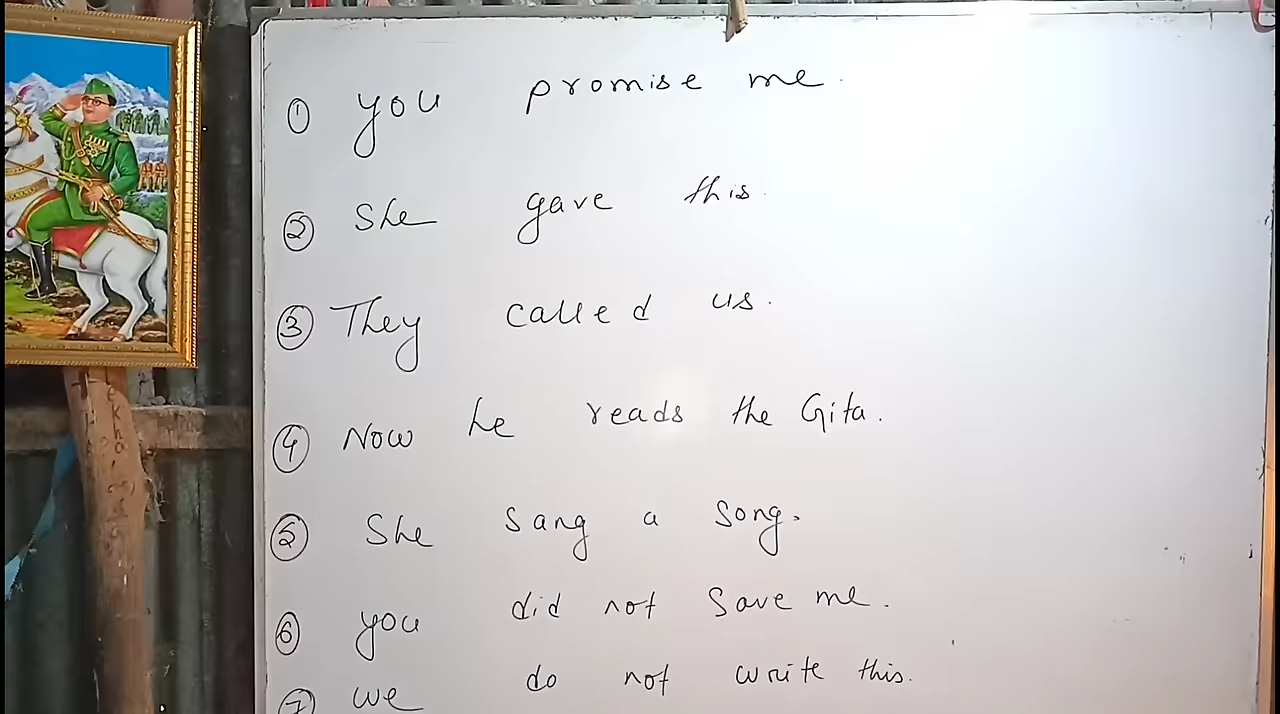 ① you promise me.
② She gave this.
③ They called us.
④ Now he reads the Gita.
⑤ She sang a song.
⑥ you did not save me.
⑦ we do not write this.